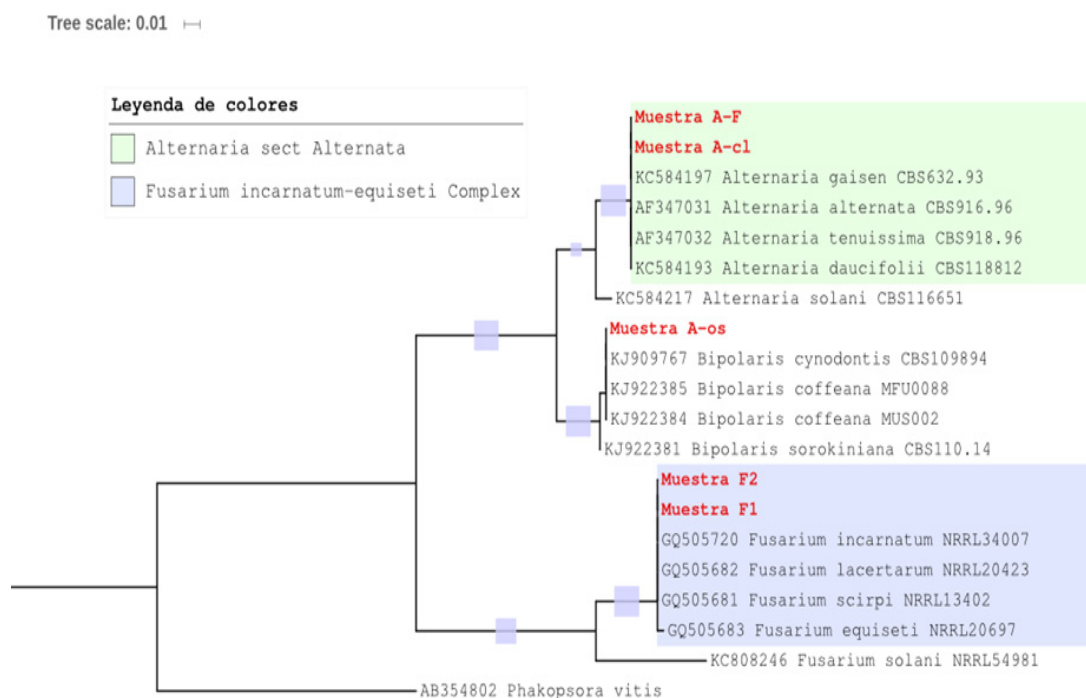 Tree scale: 0.01
Leyenda de colores
Alternaria sect Alternata
Fusarium incarnatum-equiseti Complex
Muestra A-F
Muestra A-cl
KC584197 Alternaria gaisen CBS632.93
AF347031 Alternaria alternata CBS916.96
AF347032 Alternaria tenuissima CBS918.96
KC584193 Alternaria daucifolii CBS118812
KC584217 Alternaria solani CBS116651
Muestra A-os
KJ909767 Bipolaris cynodontis CBS109894
KJ922385 Bipolaris coffeana MFU0088
KJ922384 Bipolaris coffeana MUS002
KJ922381 Bipolaris sorokiniana CBS110.14
Muestra F2
Muestra F1
GQ505720 Fusarium incarnatum NRRL34007
GQ505682 Fusarium lacertarum NRRL20423
GQ505681 Fusarium scirpi NRRL13402
GQ505683 Fusarium equiseti NRRL20697
KC808246 Fusarium solani NRRL54981
AB354802 Phakopsora vitis